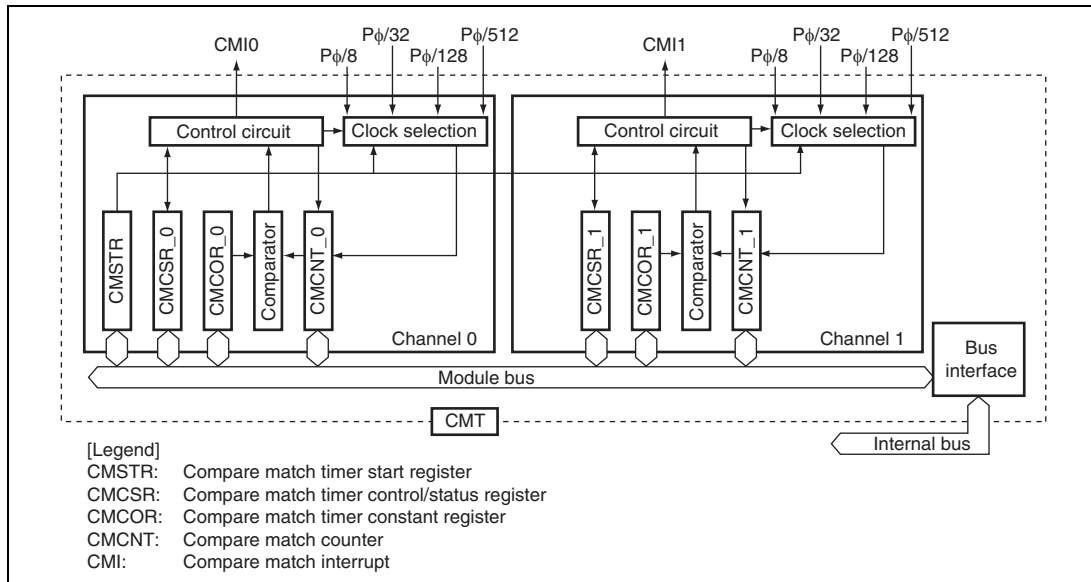 CMI0
Pϕ/8
Pϕ/32
Pϕ/128
Pϕ/512
CMI1
Pϕ/8
Pϕ/32
Pϕ/128
Pϕ/512
Control circuit
Clock selection
Control circuit
Clock selection
CMSTR
CMCSR_0
CMCOR_0
Comparator
CMCNT_0
CMCSR_1
CMCOR_1
Comparator
CMCNT_1
Channel 0
Channel 1
Module bus
Bus
interface
CMT
Internal bus
[Legend]
CMSTR: Compare match timer start register
CMCSR: Compare match timer control/status register
CMCOR: Compare match timer constant register
CMCNT: Compare match counter
CMI: Compare match interrupt